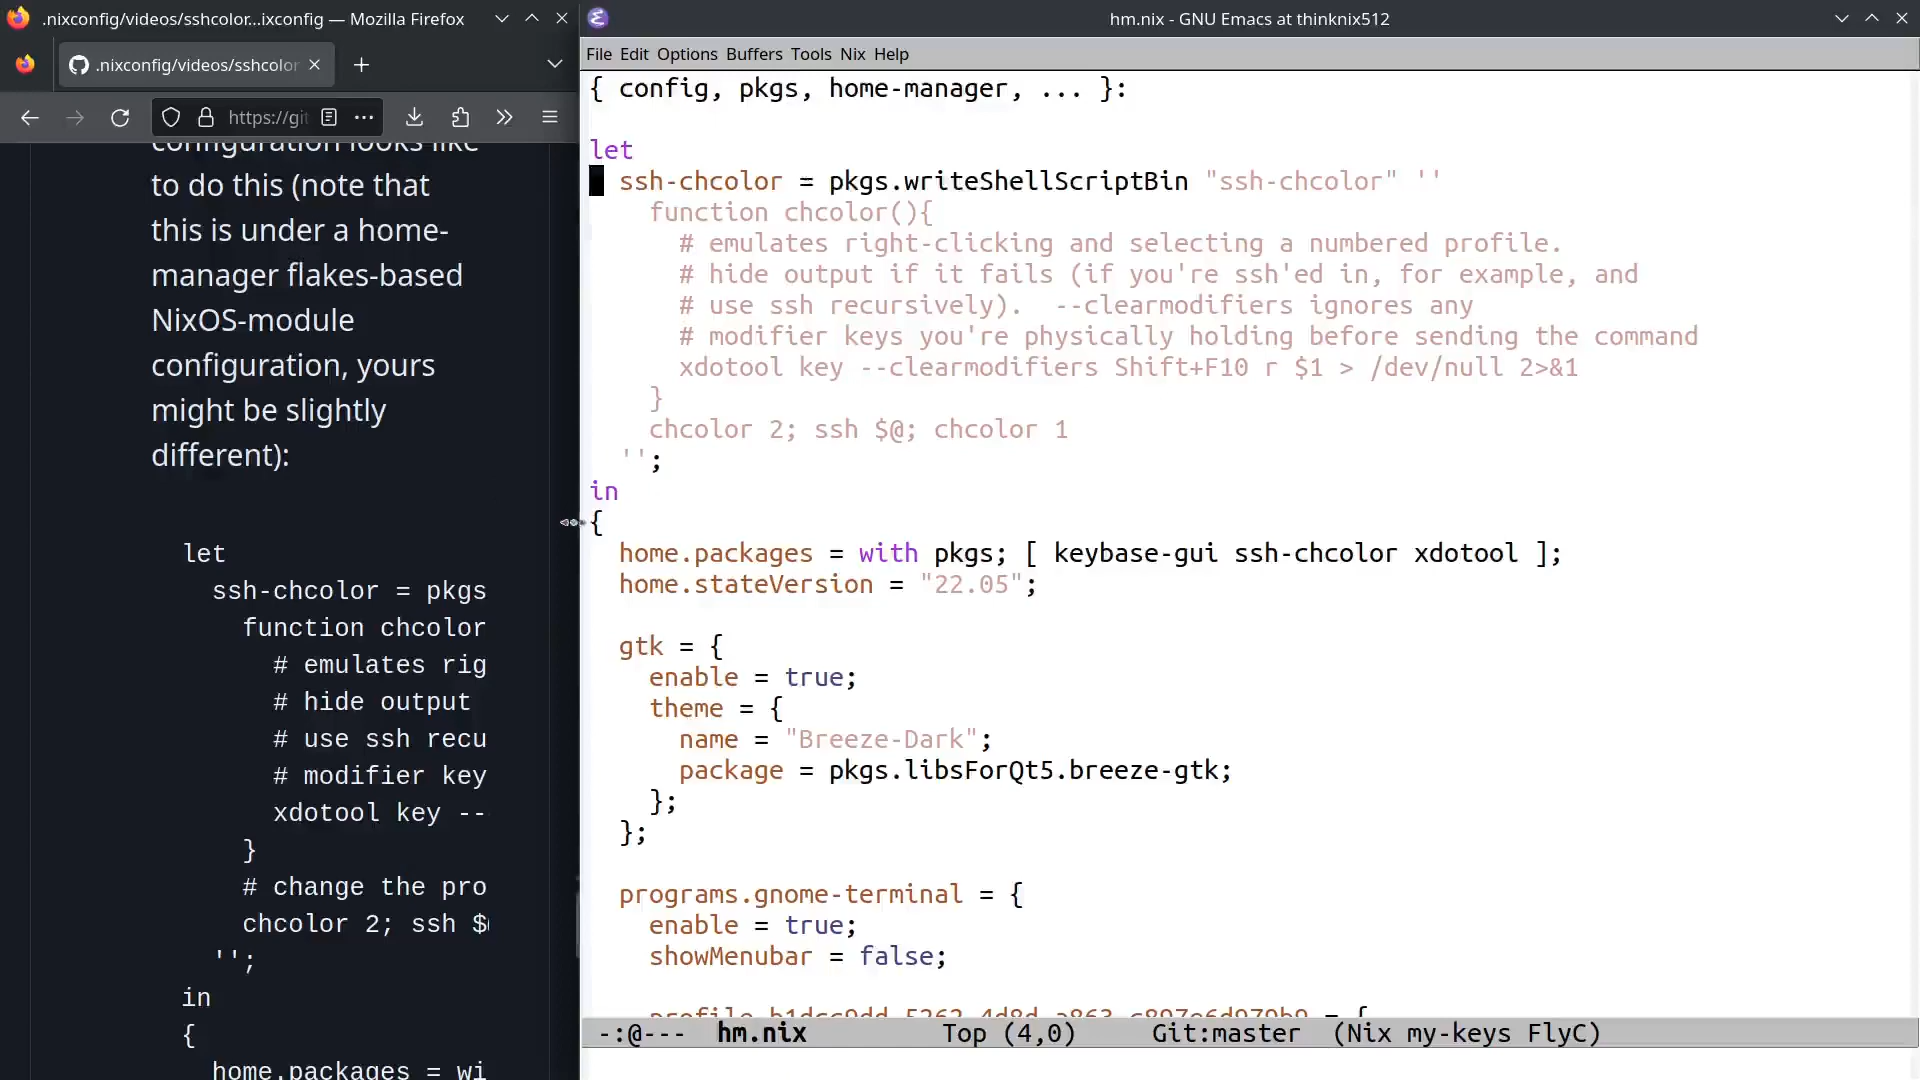 .nixconfig/videos/sshcolor...ixconfig — Mozilla Firefox
.nixconfig/videos/sshcolor
https://git
configuration looks like
to do this (note that
this is under a home-
manager flakes-based
NixOS-module
configuration, yours
might be slightly
different):
let
ssh-chcolor = pkgs
function chcolor
# emulates rig
# hide output
# use ssh recu
# modifier key
xdotool key --
}
# change the pro
chcolor 2; ssh $
'';
in
{
home.packages = wi
hm.nix - GNU Emacs at thinknix512
File Edit Options Buffers Tools Nix Help
{ config, pkgs, home-manager, ... }:
let
ssh-chcolor = pkgs.writeShellScriptBin "ssh-chcolor" ''
function chcolor(){
# emulates right-clicking and selecting a numbered profile.
# hide output if it fails (if you're ssh'ed in, for example, and
# use ssh recursively).  --clearmodifiers ignores any
# modifier keys you're physically holding before sending the command
xdotool key --clearmodifiers Shift+F10 r $1 > /dev/null 2>&1
}
chcolor 2; ssh $@; chcolor 1
'';
in
{
home.packages = with pkgs; [ keybase-gui ssh-chcolor xdotool ];
home.stateVersion = "22.05";
gtk = {
enable = true;
theme = {
name = "Breeze-Dark";
package = pkgs.libsForQt5.breeze-gtk;
};
};
programs.gnome-terminal = {
enable = true;
showMenubar = false;
-:@--- hm.nix Top (4,0) Git:master (Nix my-keys FlyC)